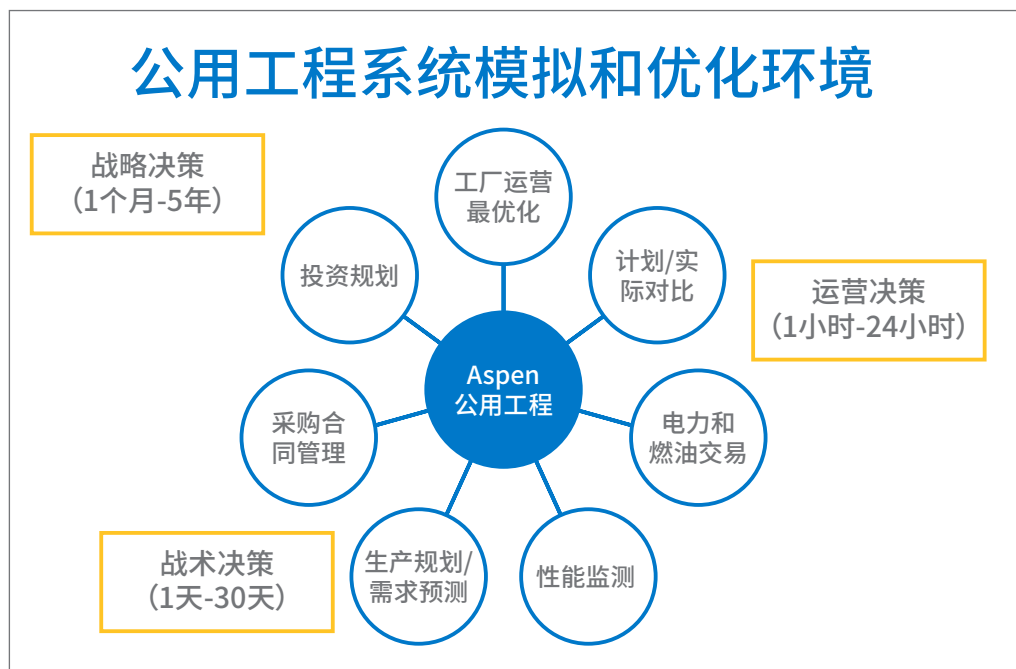 公用工程系统模拟和优化环境
战略决策
（1个月-5年）
工厂运营
最优化
投资规划
计划/实
际对比
运营决策
（1小时-24小时）
Aspen
公用工程
采购合
同管理
电力和
燃油交易
战术决策
（1天-30天）
生产规划/
需求预测
性能监测